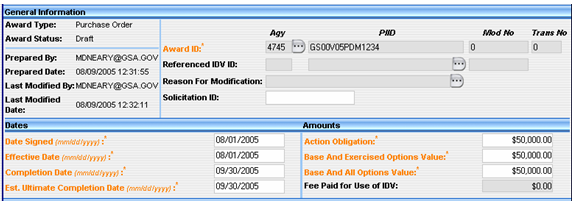 General Information
Award Type: Purchase Order
Award Status: Draft
Prepared By: MDNEARY@GSA.GOV
Prepared Date: 08/09/2005 12:31:55
Last Modified By: MDNEARY@GSA.GOV
Last Modified Date: 08/09/2005 12:32:11
Agy PIID Mod No Trans No
Award ID:* 4745 ... GS00V05PDM1234 0 0
Referenced IDV ID: ...
Reason For Modification: ...
Solicitation ID:
Dates
Date Signed (mm/dd/yyyy) :* 08/01/2005
Effective Date (mm/dd/yyyy) :* 08/01/2005
Completion Date (mm/dd/yyyy) :* 09/30/2005
Est. Ultimate Completion Date (mm/dd/yyyy) :* 09/30/2005
Amounts
Action Obligation:* $50,000.00
Base And Exercised Options Value:* $50,000.00
Base And All Options Value:* $50,000.00
Fee Paid for Use of IDV: $0.00